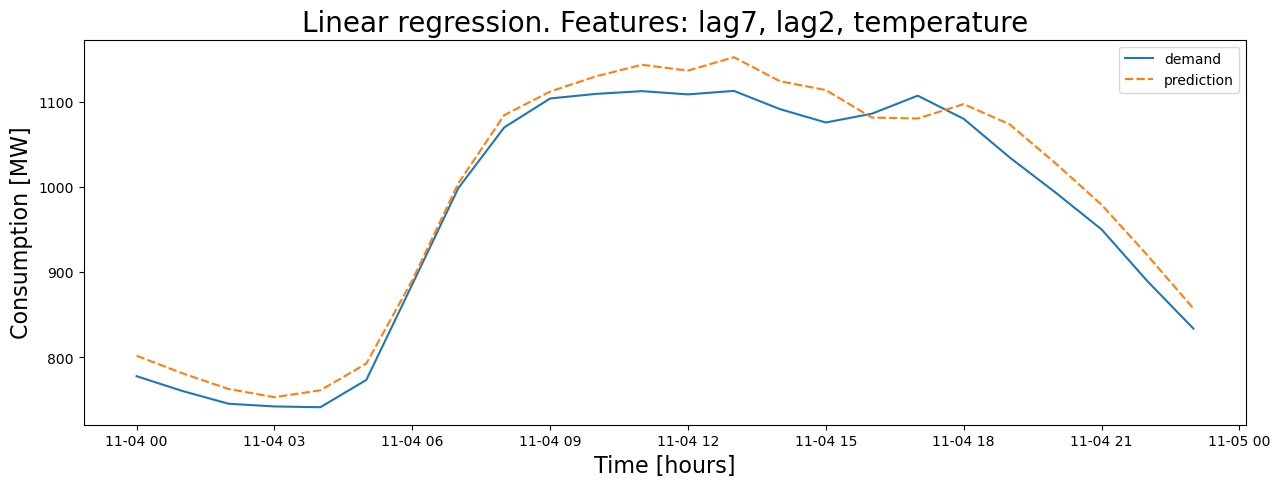 Linear regression. Features: lag7, lag2, temperature
demand
prediction
Consumption [MW]
1100
1000
900
800
11-04 00
11-04 03
11-04 06
11-04 09
11-04 12
11-04 15
11-04 18
11-04 21
11-05 00
Time [hours]